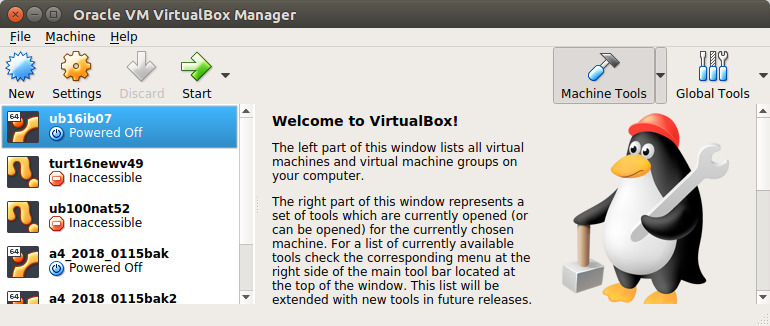 Oracle VM VirtualBox Manager
File Machine Help
New Settings Discard Start Machine Tools Global Tools
64 ub16ib07
Powered Off
turt16newv49
Inaccessible
ub100nat52
Inaccessible
64 a4_2018_0115bak
Powered Off
64 a4_2018_0115bak2
Welcome to VirtualBox!
The left part of this window lists all virtual
machines and virtual machine groups on
your computer.
The right part of this window represents a
set of tools which are currently opened (or
can be opened) for the currently chosen
machine. For a list of currently available
tools check the corresponding menu at the
right side of the main tool bar located at
the top of the window. This list will be
extended with new tools in future releases.